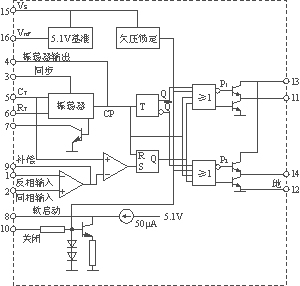 15 Vs
16 Vref 5.1V基准 欠压锁定
4 振荡器输出
3 同步
5 CT 振荡器
6 RT
7
CP
T
Q
Q
≥1
P1
13
11
≥1
P2
14
地
12
R
S
Q
补偿
9
1 反相输入
2 同相输入
软启动
8
50μA
5.1V
10
关闭